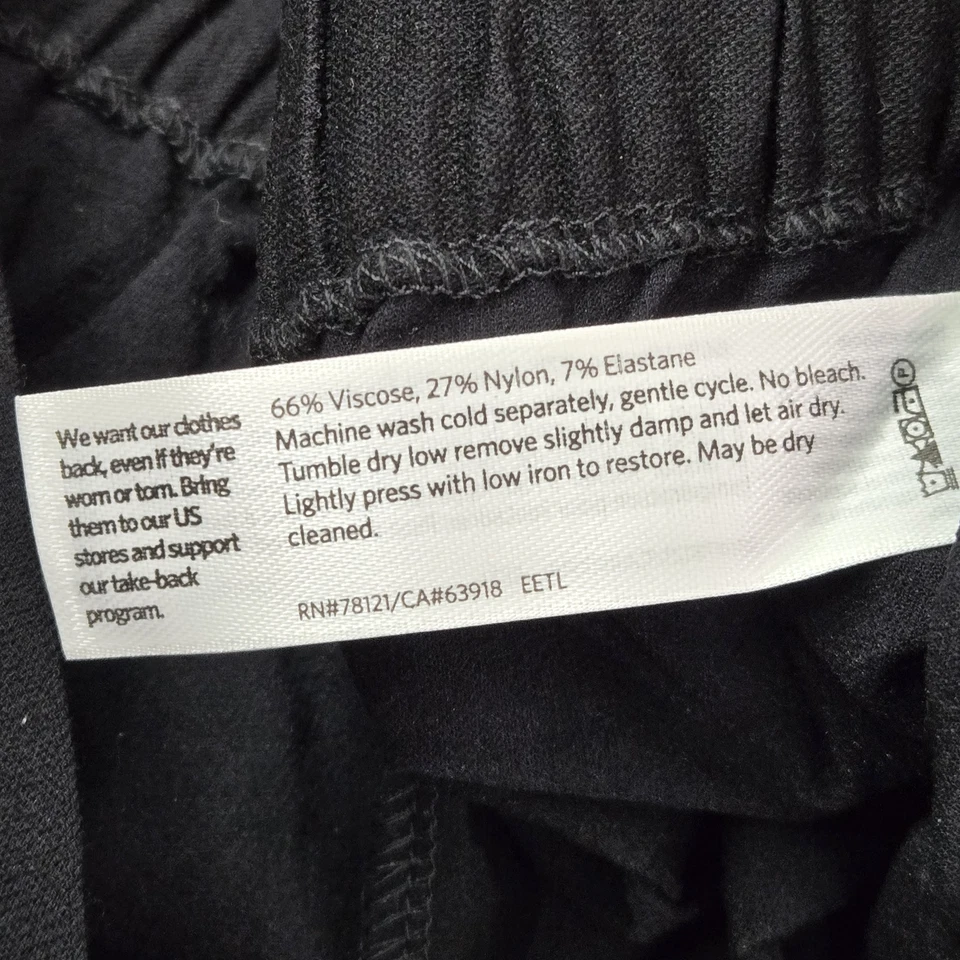 We want our clothes
back, even if they're
worn or torn. Bring
them to our US
stores and support
our take-back
program.
66% Viscose, 27% Nylon, 7% Elastane
Machine wash cold separately, gentle cycle. No bleach.
Tumble dry low remove slightly damp and let air dry.
Lightly press with low iron to restore. May be dry
cleaned.
RN#78121/CA#63918 EETL
P